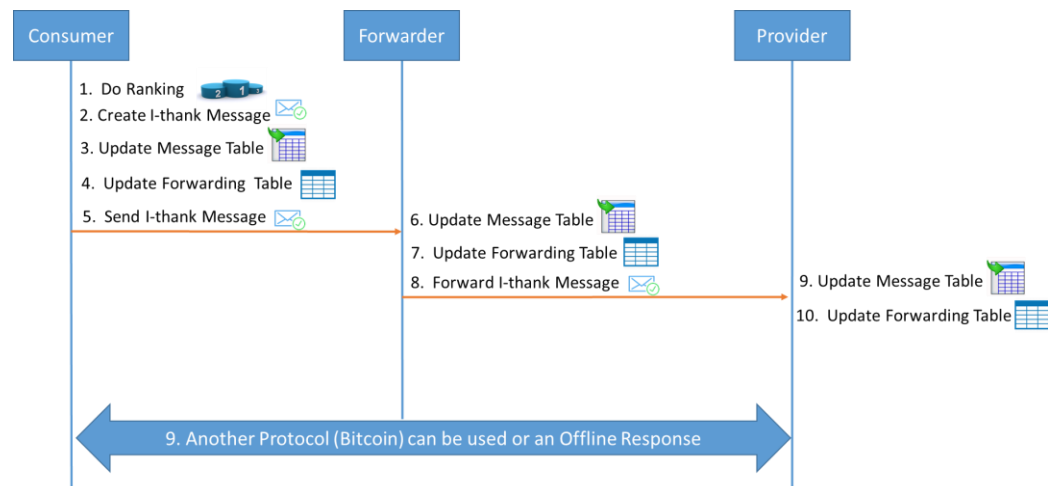 Consumer
Forwarder
Provider
1. Do Ranking
2 1 3
2. Create I-thank Message
3. Update Message Table
4. Update Forwarding Table
5. Send I-thank Message
6. Update Message Table
7. Update Forwarding Table
8. Forward I-thank Message
9. Update Message Table
10. Update Forwarding Table
9. Another Protocol (Bitcoin) can be used or an Offline Response